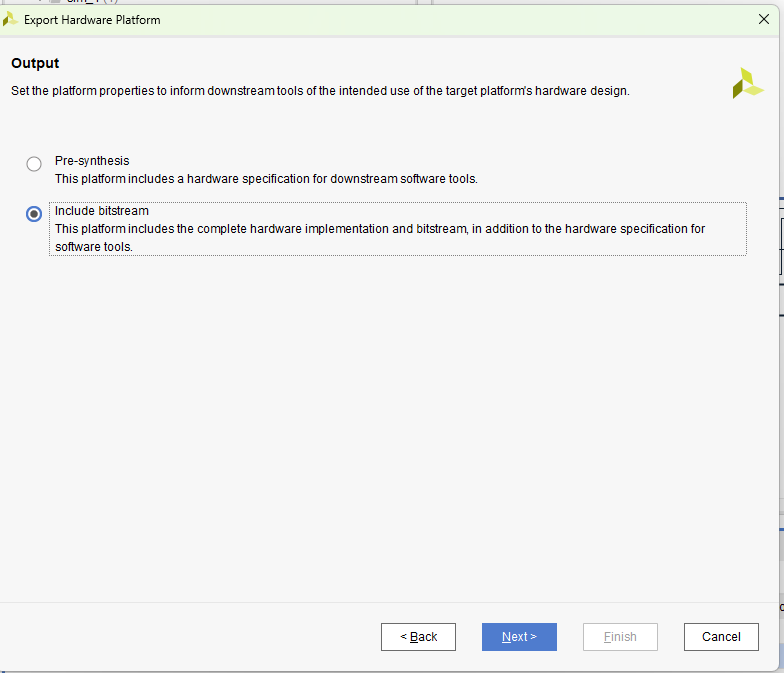 Export Hardware Platform
Output
Set the platform properties to inform downstream tools of the intended use of the target platform's hardware design.
Pre-synthesis
This platform includes a hardware specification for downstream software tools.
Include bitstream
This platform includes the complete hardware implementation and bitstream, in addition to the hardware specification for
software tools.
< Back
Next >
Finish
Cancel